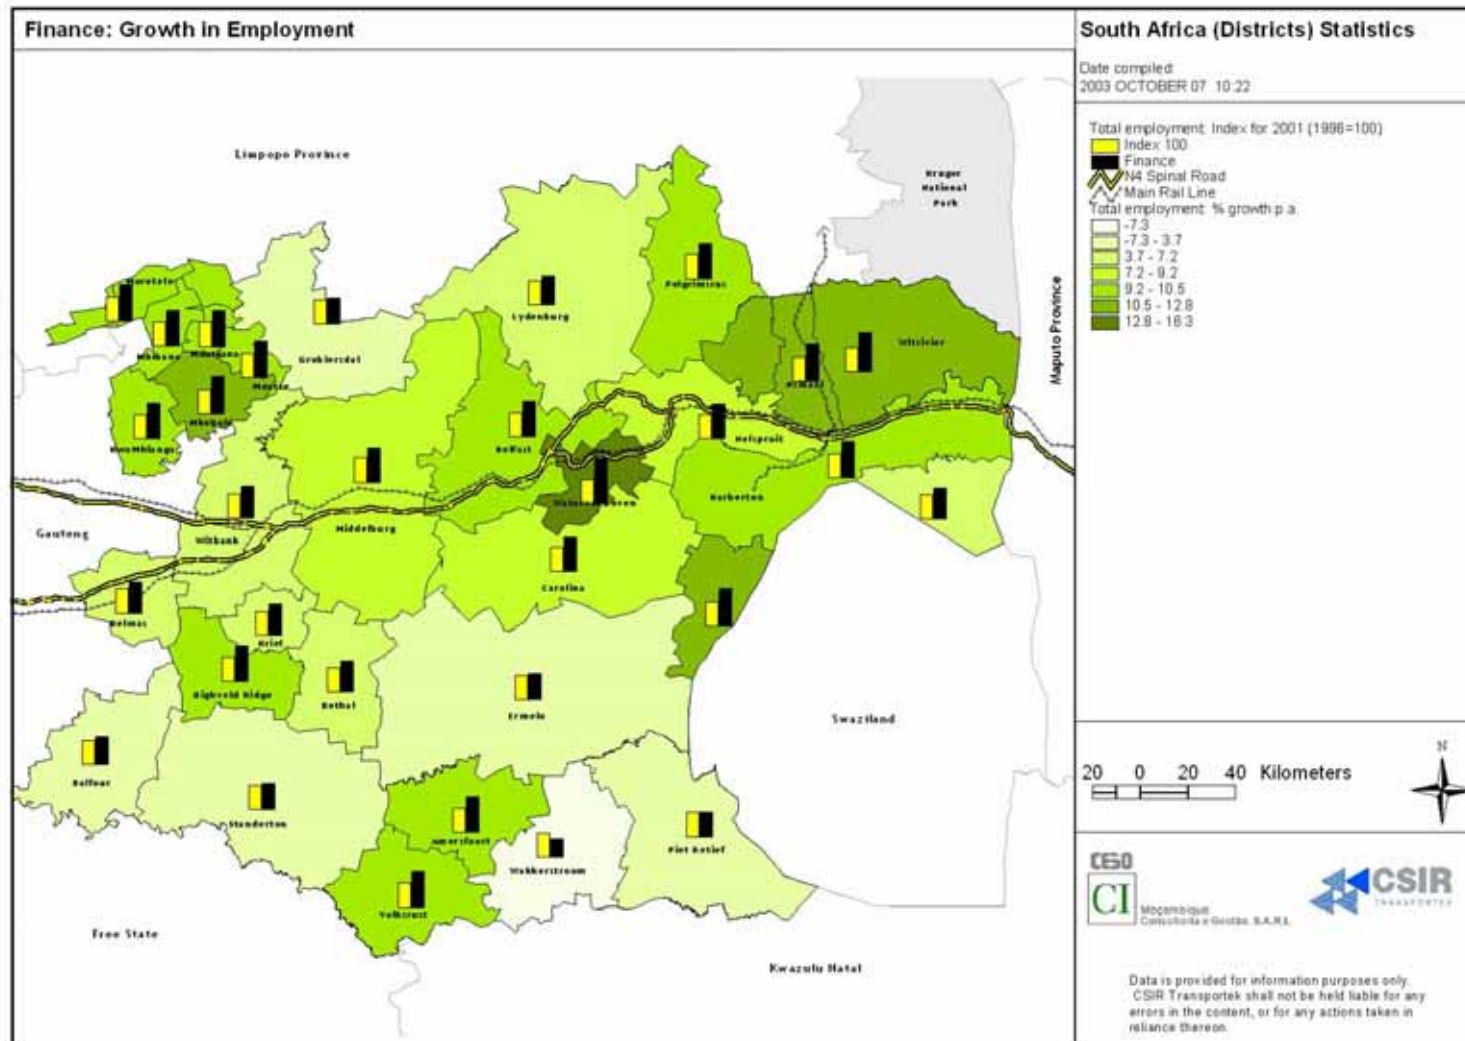 Finance: Growth in Employment
South Africa (Districts) Statistics
Date compiled:
2003 OCTOBER 07 10:22
Total employment: Index for 2001 (1996=100)
Index 100
Finance
N4 Spinal Road
Main Rail Line
Total employment: % growth p.a.
-7.3
-7.3 - 3.7
3.7 - 7.2
7.2 - 9.2
9.2 - 10.5
10.5 - 12.8
12.8 - 16.3
Limpopo Province
Kruger
National
Park
Maputo Province
Moretele
Pelgrimsrus
Lydenburg
Groblersdal
Witrivier
Belfast
Nelspruit
Barberton
Gauteng
Witbank
Middelburg
Carolina
Delmas
Kriel
Highveld Ridge
Bethal
Ermelo
Swaziland
Balfour
Standerton
Amersfoort
Wakkerstroom
Piet Retief
Volksrust
Free State
Kwazulu Natal
20 0 20 40 Kilometers
N
CESO
CI
Moçambique
Consultoria e Gestão, S.A.R.L
CSIR
TRANSPORTEK
Data is provided for information purposes only.
CSIR Transportek shall not be held liable for any
errors in the content, or for any actions taken in
reliance thereon.